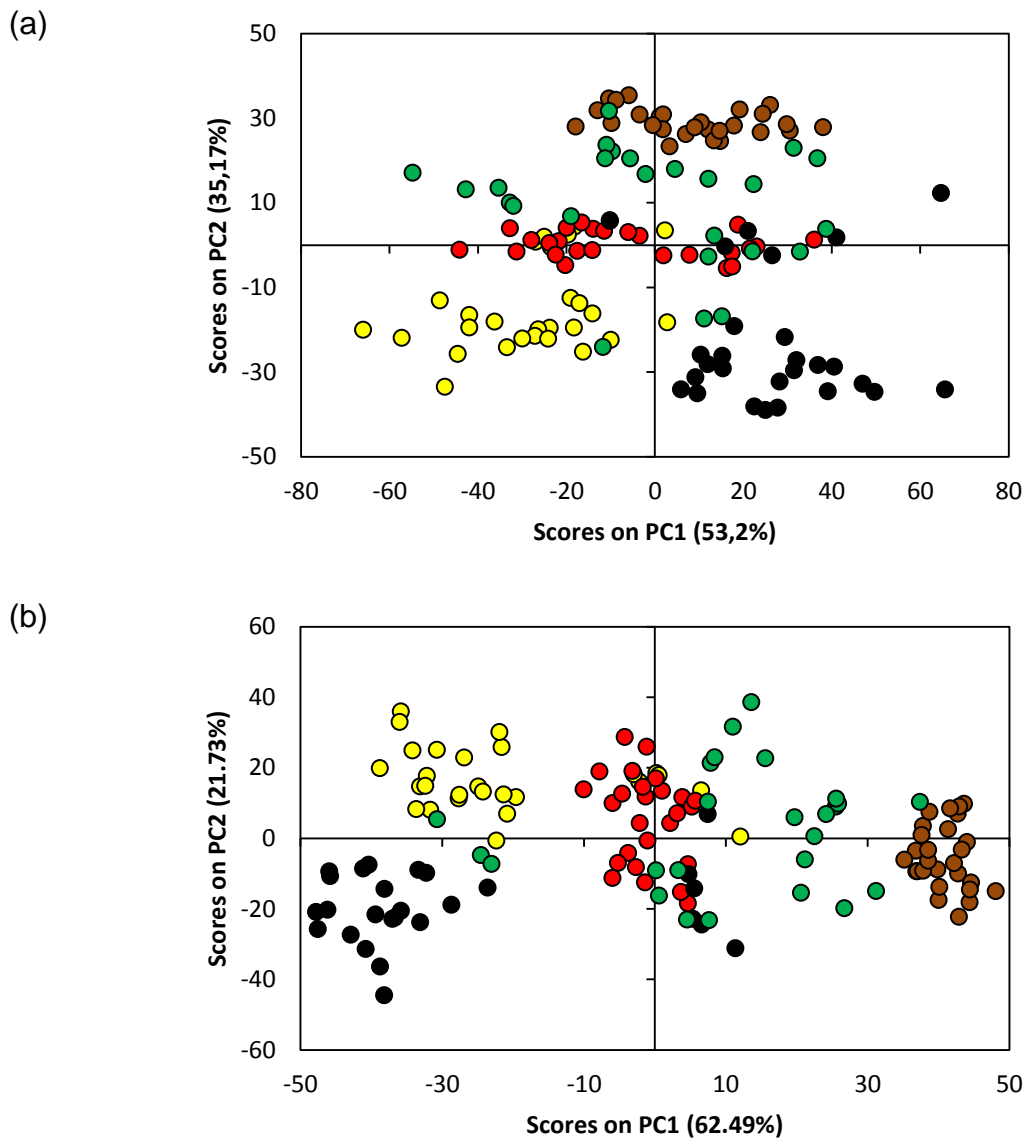 (a)
50
30
10
-10
-30
-50
Scores on PC2 (35,17%)
-80 -60 -40 -20 0 20 40 60 80
Scores on PC1 (53,2%)
(b)
60
40
20
0
-20
-40
-60
Scores on PC2 (21.73%)
-50 -30 -10 10 30 50
Scores on PC1 (62.49%)